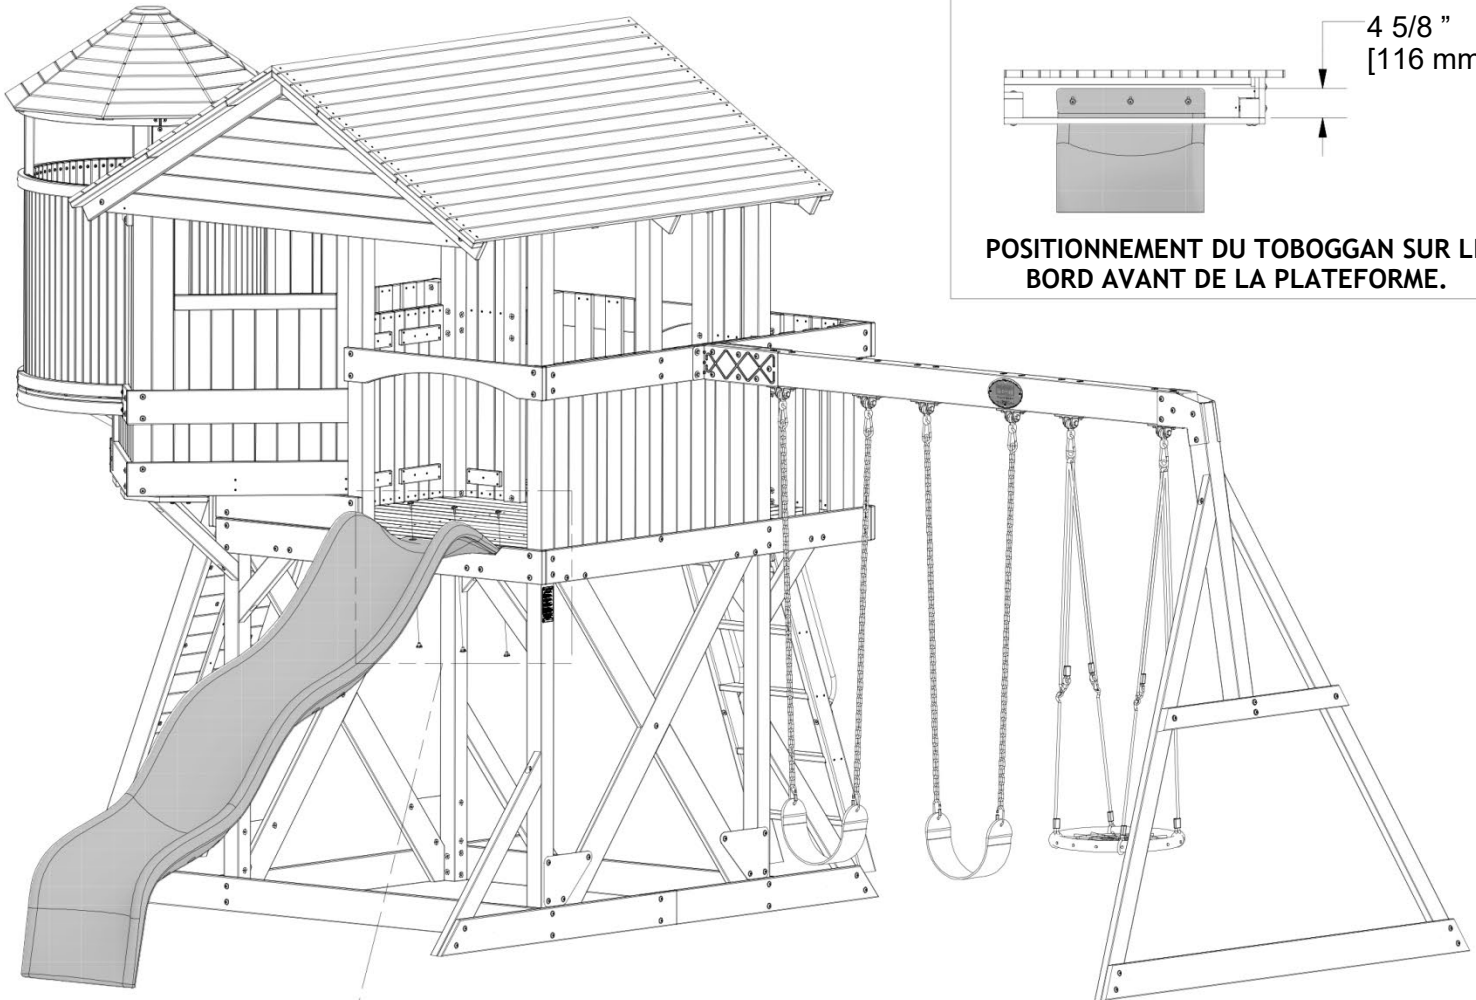 4 5/8 ”
[116 mm
POSITIONNEMENT DU TOBOGGAN SUR L
BORD AVANT DE LA PLATEFORME.